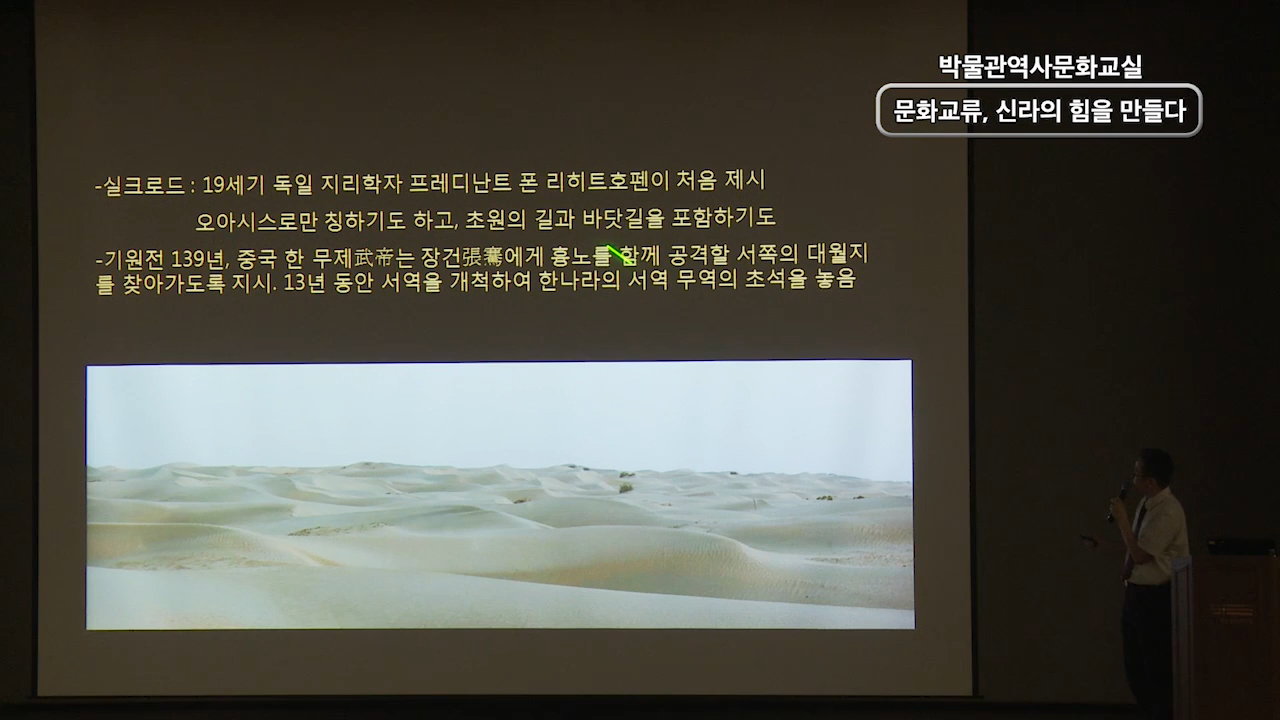 박물관역사문화교실
문화교류, 신라의 힘을 만들다
-실크로드 : 19세기 독일 지리학자 프레디난트 폰 리히트호펜이 처음 제시
오아시스로만 칭하기도 하고, 초원의 길과 바닷길을 포함하기도
-기원전 139년, 중국 한 무제武帝는 장건張騫에게 흉노를 함께 공격할 서쪽의 대월지
를 찾아가도록 지시. 13년 동안 서역을 개척하여 한나라의 서역 무역의 초석을 놓음